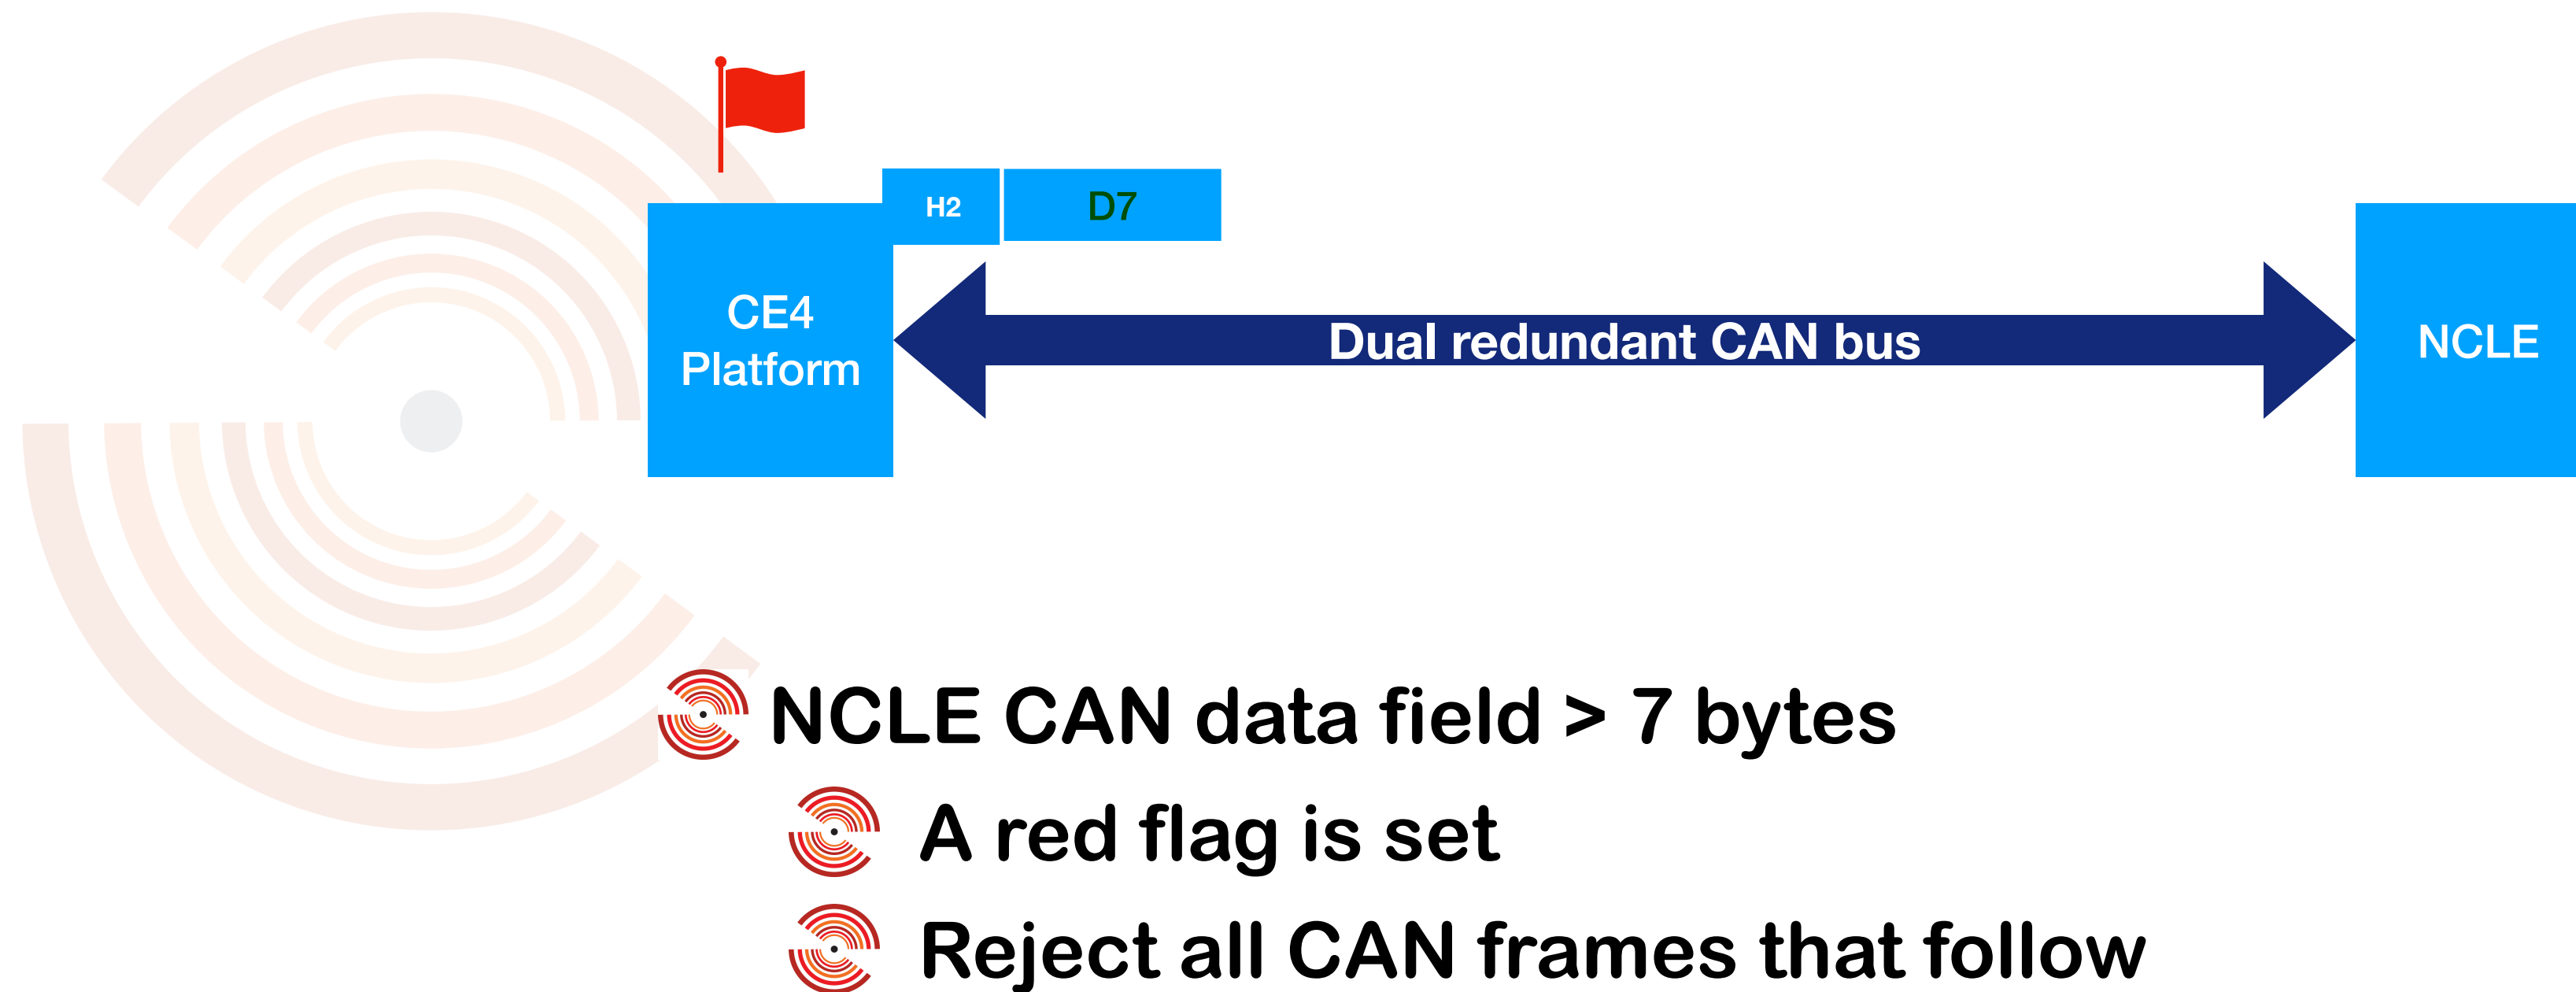 H2
D7
CE4
Platform
Dual redundant CAN bus
NCLE
NCLE CAN data field > 7 bytes
A red flag is set
Reject all CAN frames that follow